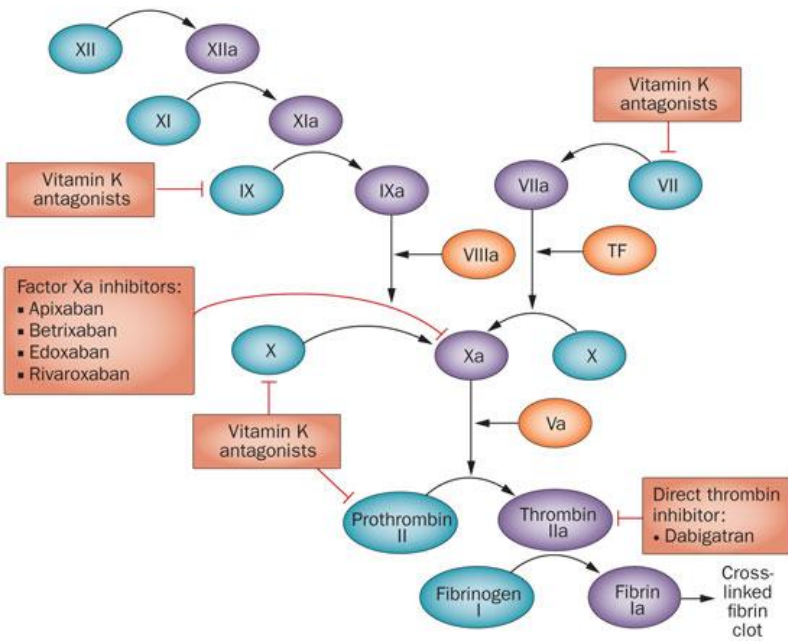 XII
XIIa
XI
XIa
Vitamin K
antagonists
Vitamin K
antagonists
IX
IXa
VIIa
VII
VIIIa
TF
Factor Xa inhibitors:
▪ Apixaban
▪ Betrixaban
▪ Edoxaban
▪ Rivaroxaban
X
Xa
X
Va
Vitamin K
antagonists
Prothrombin
II
Thrombin
IIa
Direct thrombin
inhibitor:
• Dabigatran
Fibrinogen
I
Fibrin
Ia
Cross-
linked
fibrin
clot